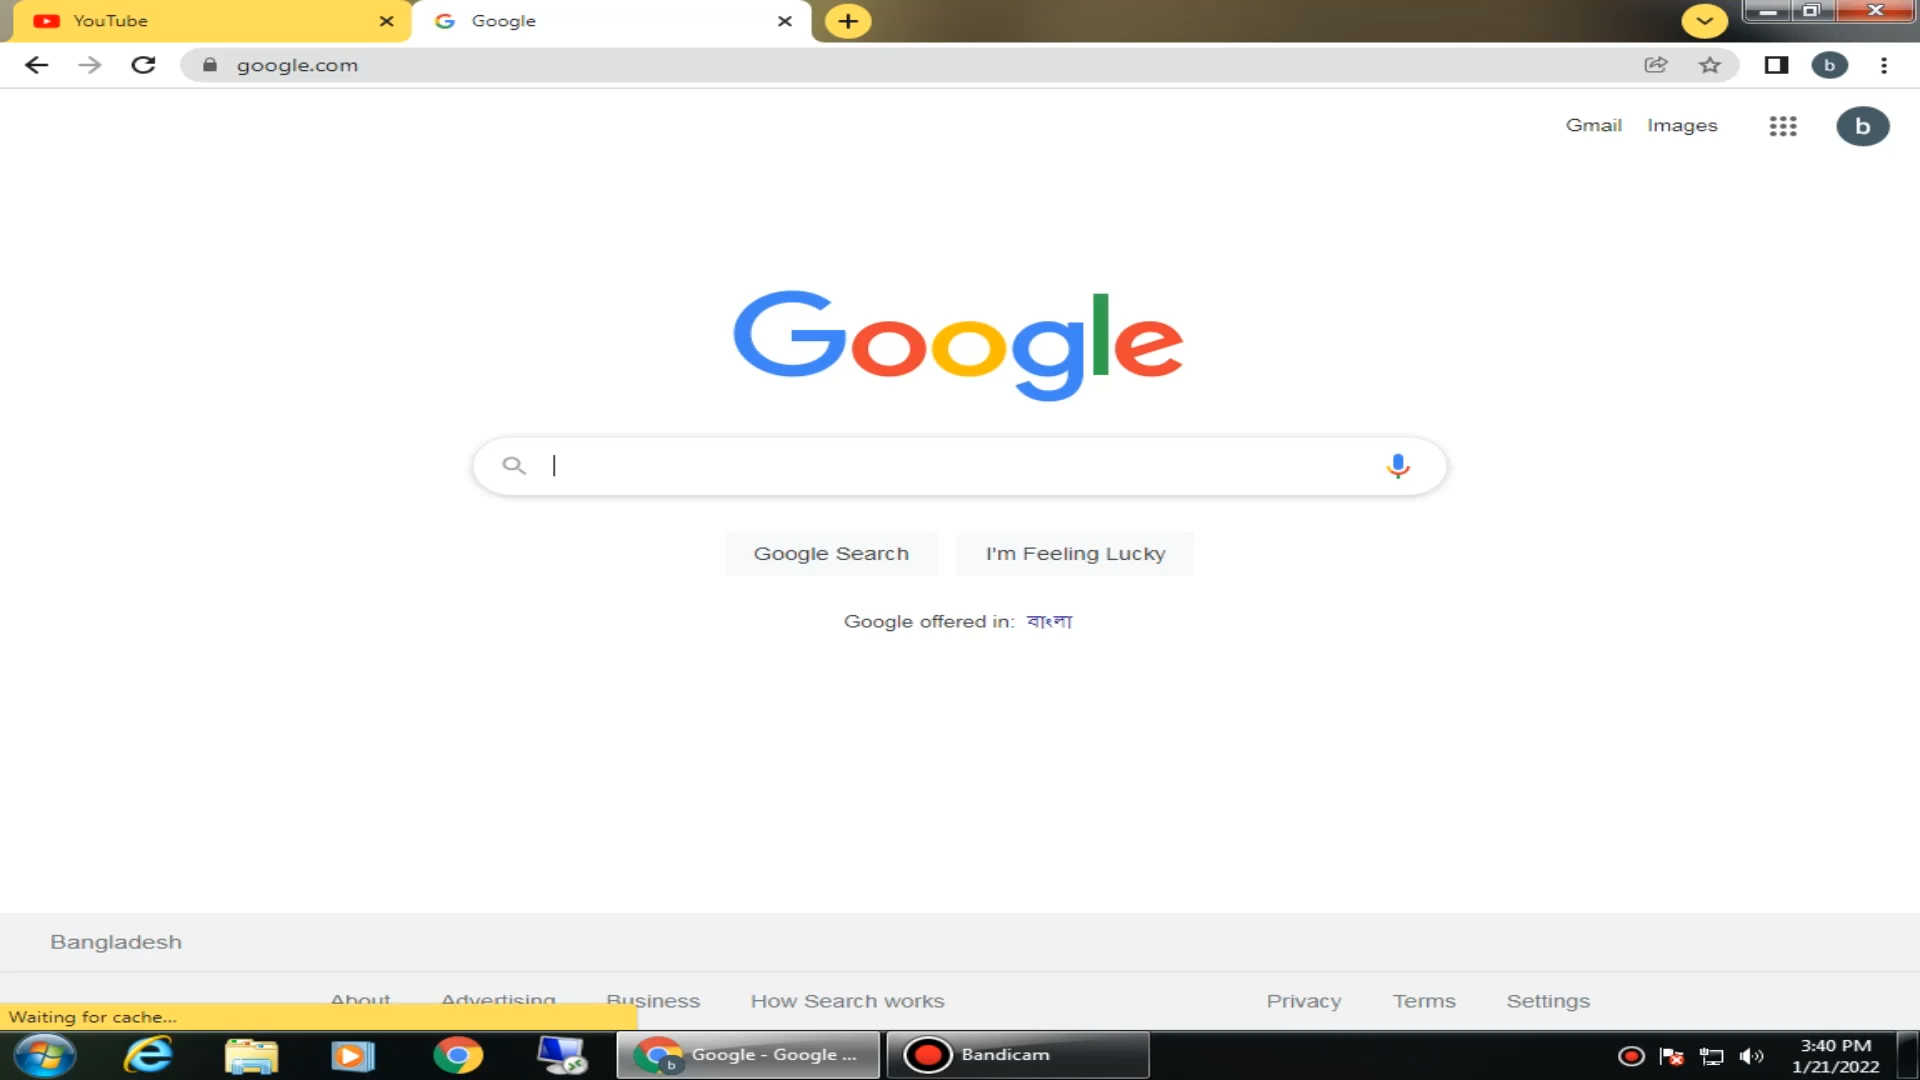 YouTube
Google
google.com
b
Gmail Images
b
Google
Google Search I'm Feeling Lucky
Google offered in: বাংলা
Bangladesh
About Advertising Business How Search works Privacy Terms Settings
Waiting for cache...
b
Google - Google ...
Bandicam
3:40 PM
1/21/2022